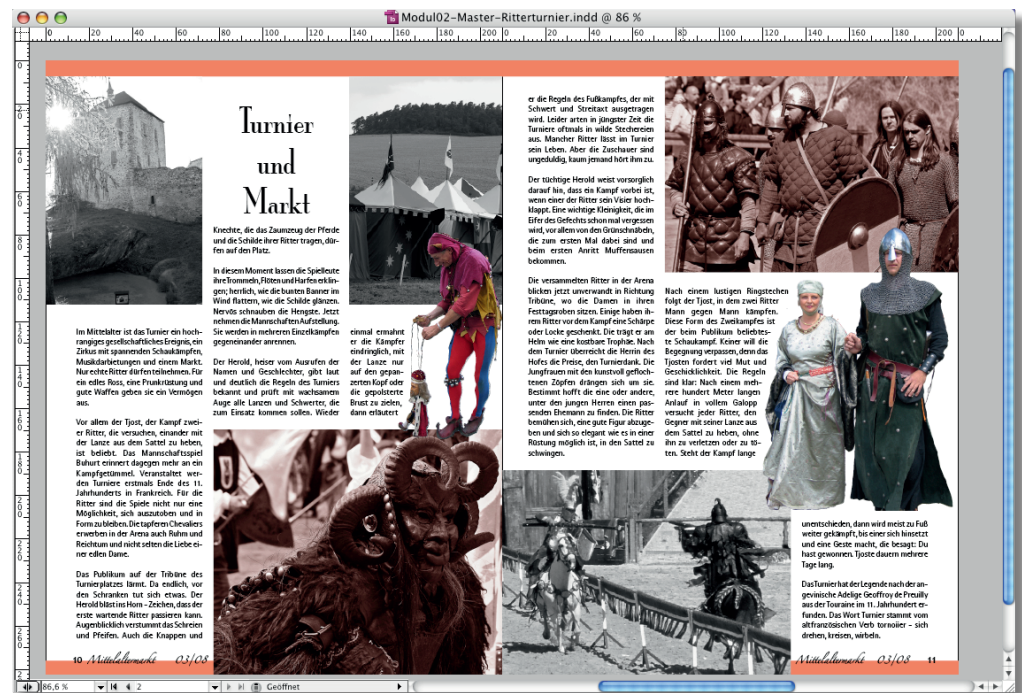 Modul02-Master-Ritterturnier.indd @ 86 %
0 20 40 60 80 100 120 140 160 180 200 0 20 40 60 80 100 120 140 160 180 200 0
Turnier
und
Markt
Im Mittelalter ist das Turnier ein hoch-
rangiges gesellschaftliches Ereignis, ein
Zirkus mit spannenden Schaukämpfen,
Musikdarbietungen und einem Markt.
Nur echte Ritter dürfen teilnehmen. Für
ein edles Ross, eine Prunkrüstung und
gute Waffen geben sie ein Vermögen
aus.
Vor allem der Tjost, der Kampf zwei-
er Ritter, die versuchen, einander mit
der Lanze aus dem Sattel zu heben,
ist beliebt. Das Mannschaftsspiel
Buhurt erinnert dagegen mehr an ein
Kampfgetümmel. Veranstaltet wer-
den Turniere erstmals Ende des 11.
Jahrhunderts in Frankreich. Für die
Ritter sind die Spiele nicht nur eine
Möglichkeit, sich auszutoben und in
Form zu bleiben. Die tapferen Chevaliers
erwerben in der Arena auch Ruhm und
Reichtum und nicht selten die Liebe ei-
ner edlen Dame.
Das Publikum auf der Tribüne des
Turnierplatzes lärmt. Da endlich, vor
den Schranken tut sich etwas. Der
Herold bläst ins Horn – Zeichen, dass der
erste wartende Ritter passieren kann.
Augenblicklich verstummt das Schreien
und Pfeifen. Auch die Knappen und
Knechte, die das Zaumzeug der Pferde
und die Schilde ihrer Ritter tragen, dür-
fen auf den Platz.
In diesem Moment lassen die Spielleute
ihre Trommeln, Flöten und Harfen erklin-
gen; herrlich, wie die bunten Banner im
Wind flattern, wie die Schilde glänzen.
Nervös schnauben die Hengste. Jetzt
nehmen die Mannschaften Aufstellung.
Sie werden in mehreren Einzelkämpfen
gegeneinander anrennen.
Der Herold, heiser vom Ausrufen der
Namen und Geschlechter, gibt laut
und deutlich die Regeln des Turniers
bekannt und prüft mit wachsamen
Auge alle Lanzen und Schwerter, die
zum Einsatz kommen sollen. Wieder
einmal ermahnt
er die Kämpfer
eindringlich, mit
der Lanze nur
auf den gepan-
zerten Kopf oder
die gepolsterte
Brust zu zielen,
dann erläutert
er die Regeln des Fußkampfes, der mit
Schwert und Streitaxt ausgetragen
wird. Leider arten in jüngster Zeit die
Turniere oftmals in wilde Stechereien
aus. Mancher Ritter lässt im Turnier
sein Leben. Aber die Zuschauer sind
ungeduldig, kaum jemand hört ihm zu.
Der tüchtige Herold weist vorsorglich
darauf hin, dass ein Kampf vorbei ist,
wenn einer der Ritter sein Visier hoch-
klappt. Eine wichtige Kleinigkeit, die im
Eifer des Gefechts schon mal vergessen
wird, vor allem von den Grünschnäbeln,
die zum ersten Mal dabei sind und
beim ersten Anritt Muffensausen
bekommen.
Die versammelten Ritter in der Arena
blicken jetzt unverwandt in Richtung
Tribüne, wo die Damen in ihren
Festtagsroben sitzen. Einige haben ih-
rem Ritter vor dem Kampf eine Schärpe
oder Locke geschenkt. Die trägt er am
Helm wie eine kostbare Trophäe. Nach
dem Turnier überreicht die Herrin des
Hofes die Preise, den Turnierdank. Die
Jungfrauen mit den kunstvoll gefloch-
tenen Zöpfen drängen sich um sie.
Bestimmt hofft die eine oder andere,
unter den jungen Herren einen pas-
senden Ehemann zu finden. Die Ritter
bemühen sich, eine gute Figur abzuge-
ben und sich so elegant wie es in einer
Rüstung möglich ist, in den Sattel zu
schwingen.
Nach einem lustigen Ringstechen
folgt der Tjost, in dem zwei Ritter
Mann gegen Mann kämpfen.
Diese Form des Zweikampfes ist
der beim Publikum beliebtes-
te Schaukampf. Keiner will die
Begegnung verpassen, denn das
Tjosten fordert viel Mut und
Geschicklichkeit. Die Regeln
sind klar: Nach einem meh-
rere hundert Meter langen
Anlauf in vollem Galopp
versucht jeder Ritter, den
Gegner mit seiner Lanze aus
dem Sattel zu heben, ohne
ihn zu verletzen oder zu tö-
ten. Steht der Kampf lange
unentschieden, dann wird meist zu Fuß
weiter gekämpft, bis einer sich hinsetzt
und eine Geste macht, die besagt: Du
hast gewonnen. Tjoste dauern mehrere
Tage lang.
Das Turnier hat der Legende nach der an-
gevinische Adelige Geoffroy de Preuilly
aus der Touraine im 11. Jahrhundert er-
funden. Das Wort Turnier stammt vom
altfranzösischen Verb tornoiier – sich
drehen, kreisen, wirbeln.
10 Mittelaltermarkt 03/08
Mittelaltermarkt 03/08 11
86,6 % 2 Geöffnet